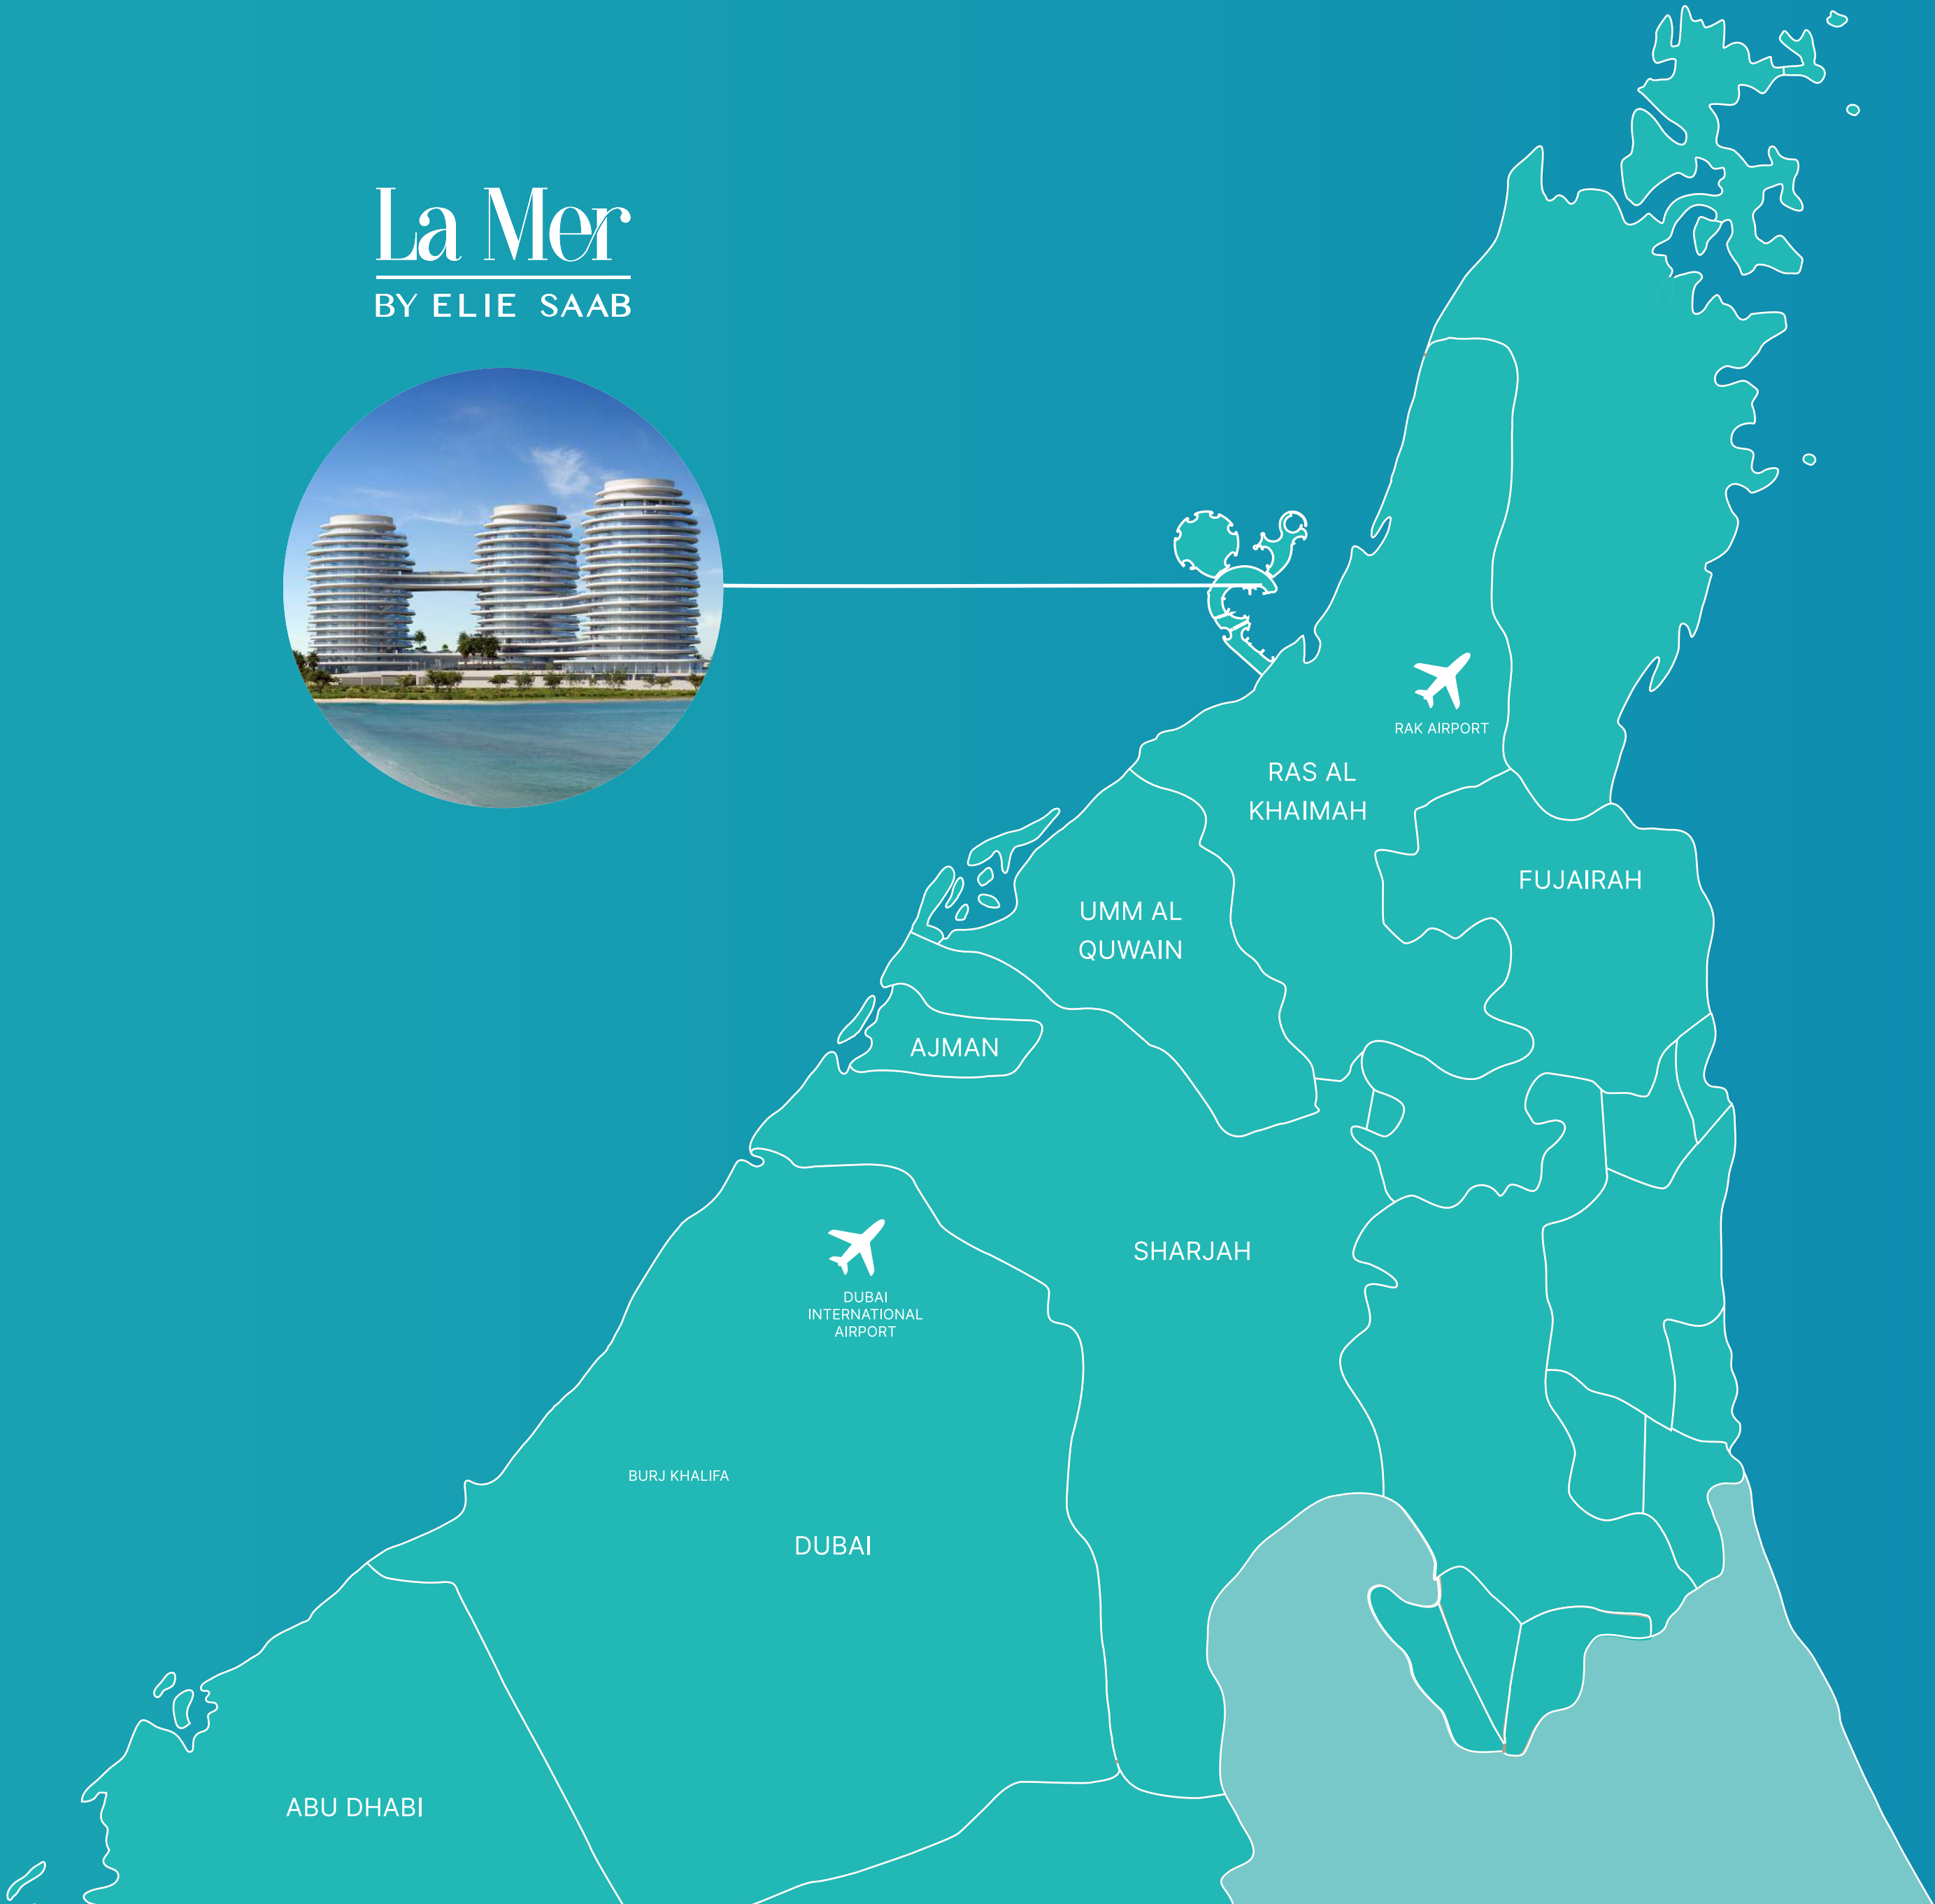 La Mer
BY ELIE SAAB
RAK AIRPORT
RAS AL
KHAIMAH
FUJAIRAH
UMM AL
QUWAIN
AJMAN
SHARJAH
DUBAI
INTERNATIONAL
AIRPORT
BURJ KHALIFA
DUBAI
ABU DHABI